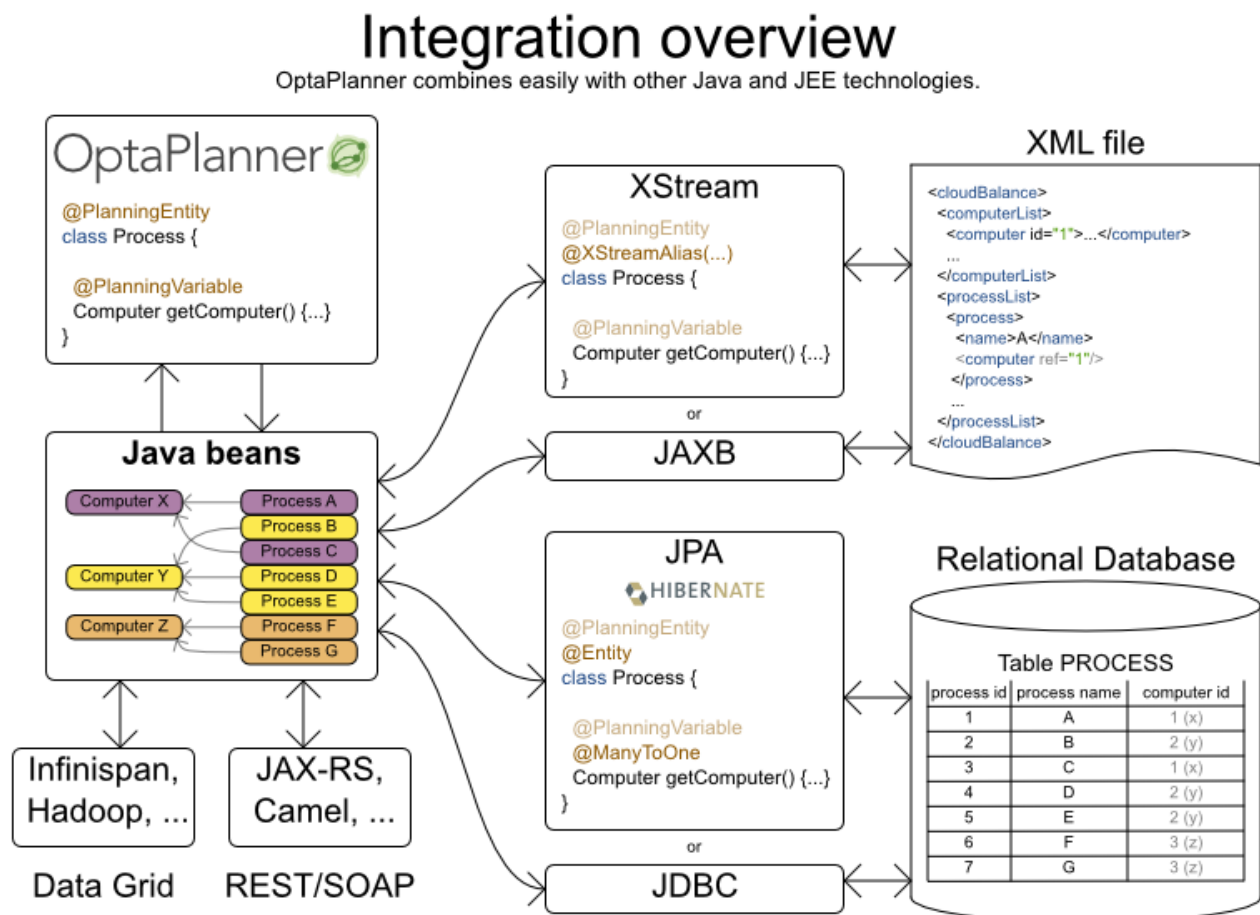 Integration overview
OptaPlanner combines easily with other Java and JEE technologies.
OptaPlanner
@PlanningEntity
class Process {
@PlanningVariable
Computer getComputer() {...}
}
Java beans
Computer X
Computer Y
Computer Z
Process A
Process B
Process C
Process D
Process E
Process F
Process G
Infinispan,
Hadoop, ...
Data Grid
JAX-RS,
Camel, ...
REST/SOAP
XStream
@PlanningEntity
@XStreamAlias(...)
class Process {
@PlanningVariable
Computer getComputer() {...}
}
or
JAXB
XML file
<cloudBalance>
<computerList>
<computer id="1">...</computer>
...
</computerList>
<processList>
<process>
<name>A</name>
<computer ref="1"/>
</process>
...
</processList>
</cloudBalance>
JPA
HIBERNATE
@PlanningEntity
@Entity
class Process {
@PlanningVariable
@ManyToOne
Computer getComputer() {...}
}
or
JDBC
Relational Database
Table PROCESS
process id process name computer id
1 A 1 (x)
2 B 2 (y)
3 C 1 (x)
4 D 2 (y)
5 E 2 (y)
6 F 3 (z)
7 G 3 (z)